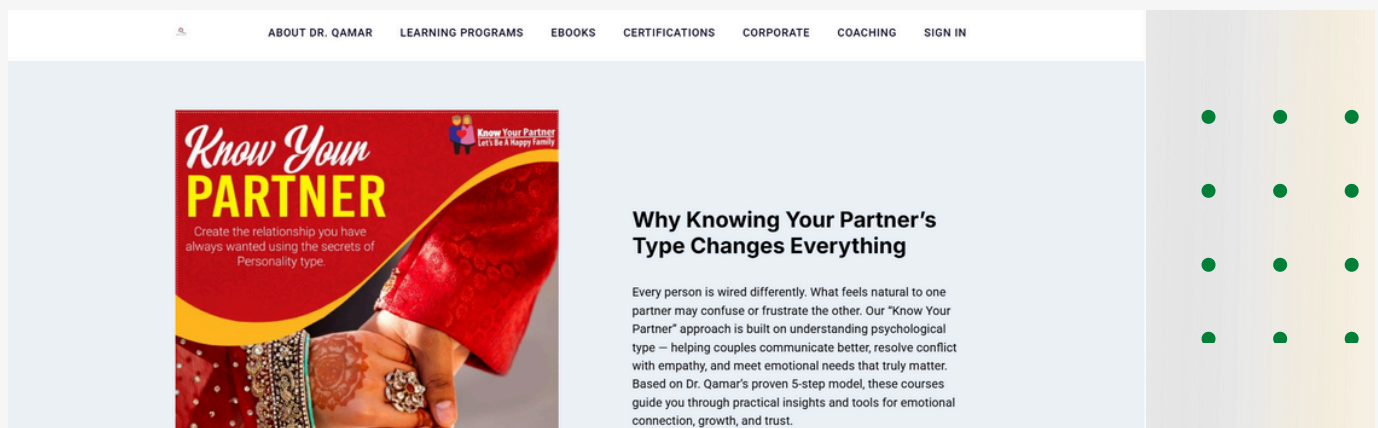 ABOUT DR. QAMAR LEARNING PROGRAMS EBOOKS CERTIFICATIONS CORPORATE COACHING SIGN IN
Know Your
PARTNER
Create the relationship you have
always wanted using the secrets of
Personality type.
Know Your Partner
Let's Be A Happy Family
Why Knowing Your Partner’s
Type Changes Everything
Every person is wired differently. What feels natural to one
partner may confuse or frustrate the other. Our “Know Your
Partner” approach is built on understanding psychological
type — helping couples communicate better, resolve conflict
with empathy, and meet emotional needs that truly matter.
Based on Dr. Qamar’s proven 5-step model, these courses
guide you through practical insights and tools for emotional
connection, growth, and trust.